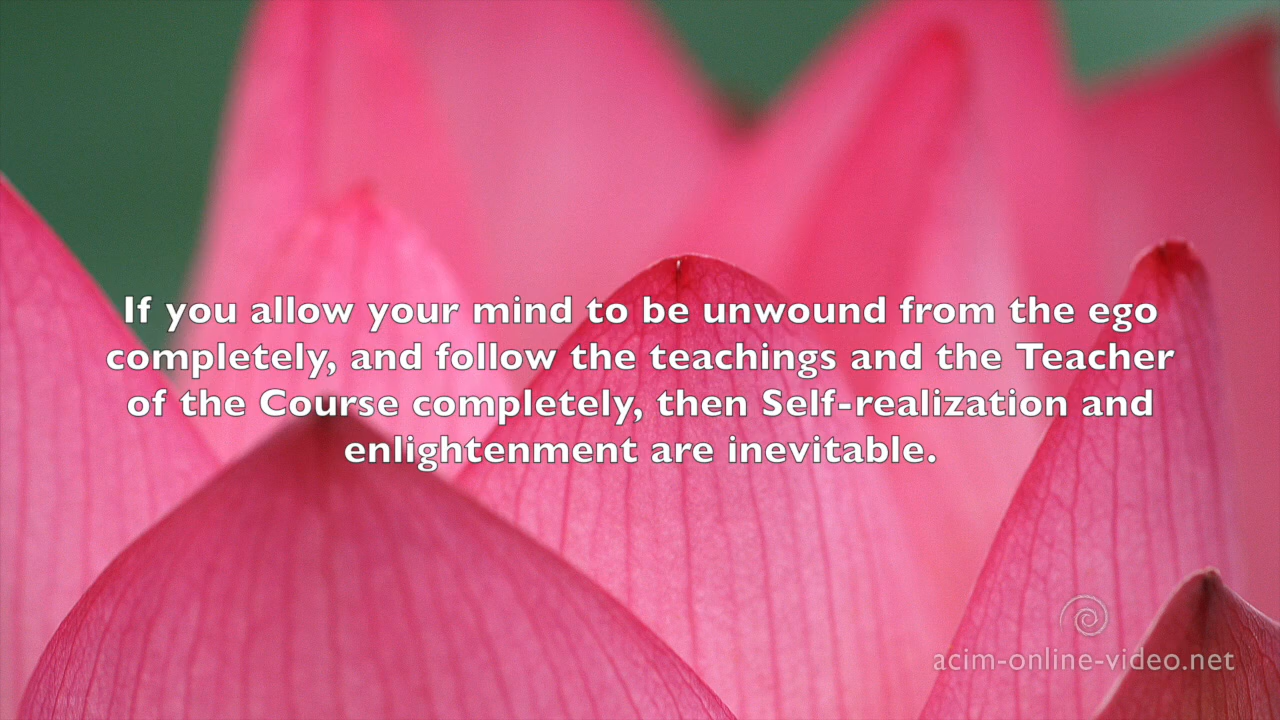 If you allow your mind to be unwound from the ego
completely, and follow the teachings and the Teacher
of the Course completely, then Self-realization and
enlightenment are inevitable.
acim-online-video.net